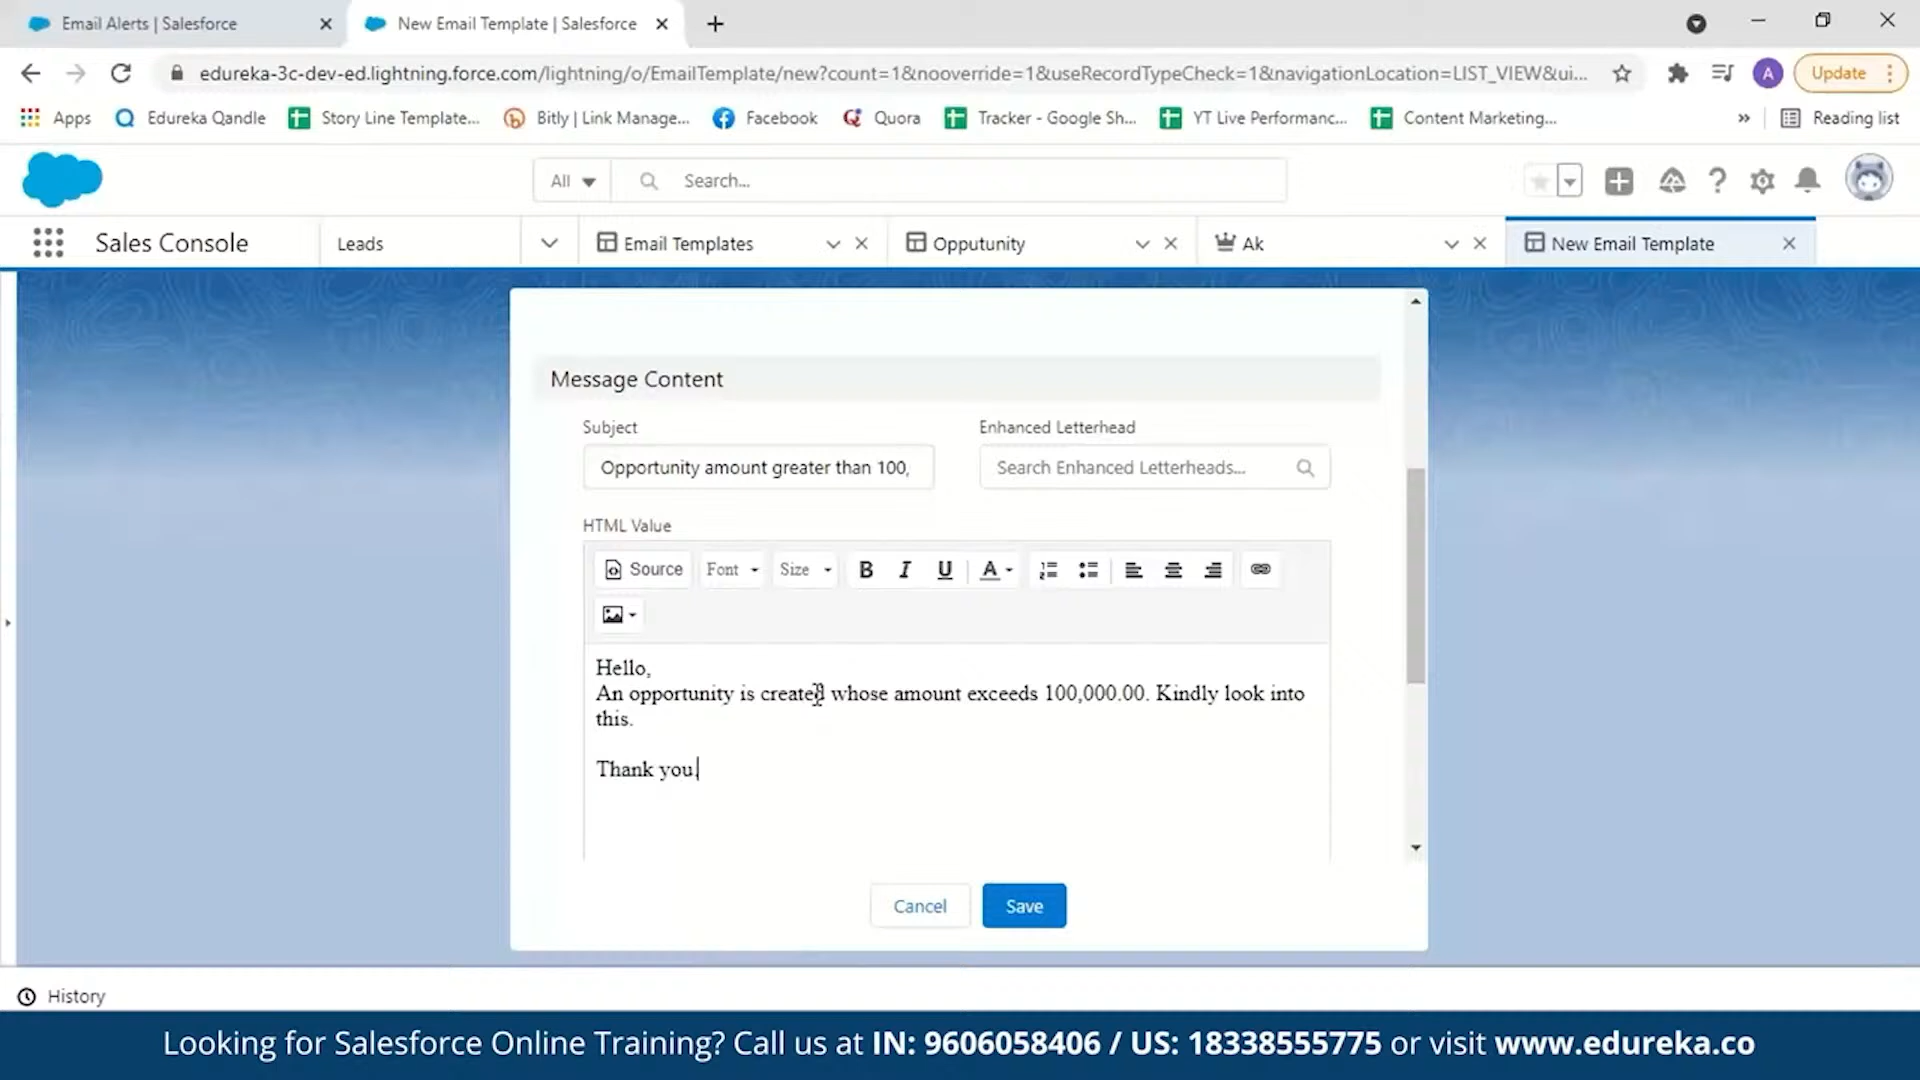 Email Alerts | Salesforce
New Email Template | Salesforce
edureka-3c-dev-ed.lightning.force.com/lightning/o/EmailTemplate/new?count=1&nooverride=1&useRecordTypeCheck=1&navigationLocation=LIST_VIEW&ui...
A
Update
Apps
Edureka Qandle
Story Line Template...
Bitly | Link Manage...
Facebook
Quora
Tracker - Google Sh...
YT Live Performanc...
Content Marketing...
»
Reading list
All
Search...
Sales Console
Leads
Email Templates
Opputunity
Ak
New Email Template
Message Content
Subject
Enhanced Letterhead
Opportunity amount greater than 100,
Search Enhanced Letterheads...
HTML Value
Source
Font
Size
B
I
U
A
Hello,
An opportunity is created whose amount exceeds 100,000.00. Kindly look into
this.
Thank you.
Cancel
Save
History
Looking for Salesforce Online Training? Call us at IN: 9606058406 / US: 18338555775 or visit www.edureka.co